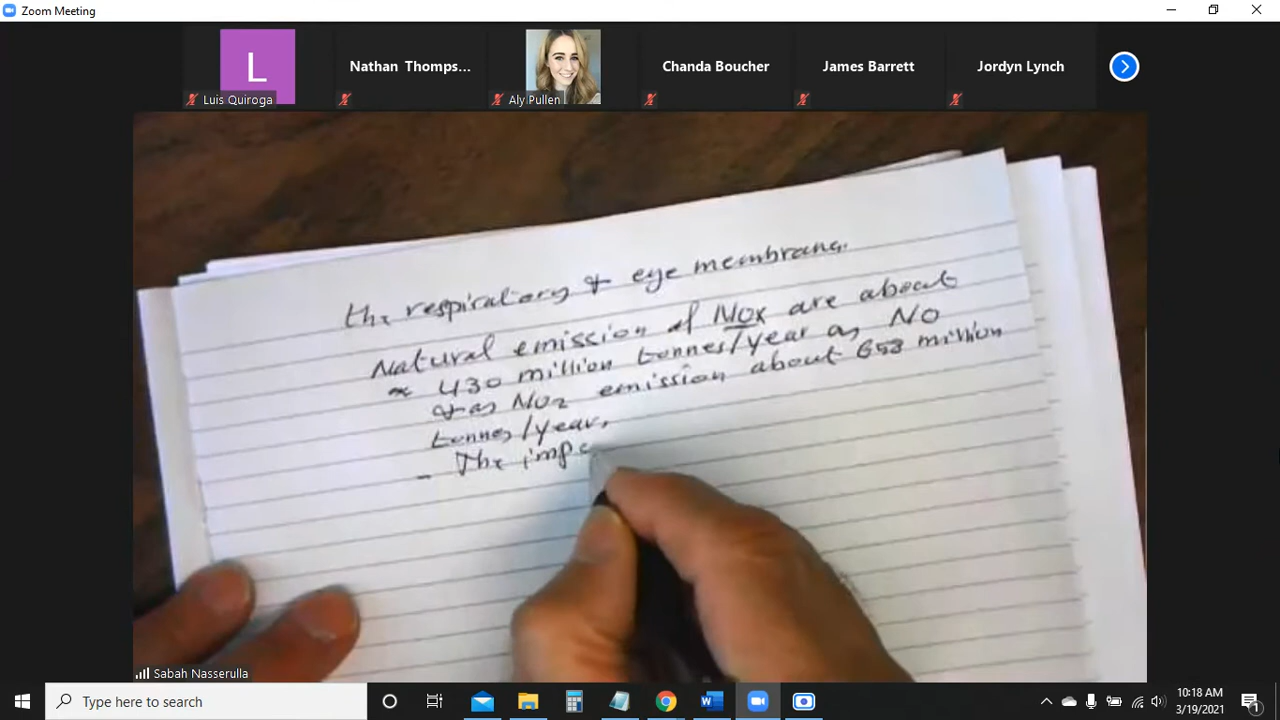 Zoom Meeting
L
Luis Quiroga
Nathan Thomps...
Aly Pullen
Chanda Boucher
James Barrett
Jordyn Lynch
the respiratory & eye membrane.
Natural emission of NOx are about
≈ 430 million tonnes/year as NO
& as NO2 emission about 658 million
tonnes/year,
- The impe
Sabah Nasserulla
Type here to search
10:18 AM
3/19/2021
1